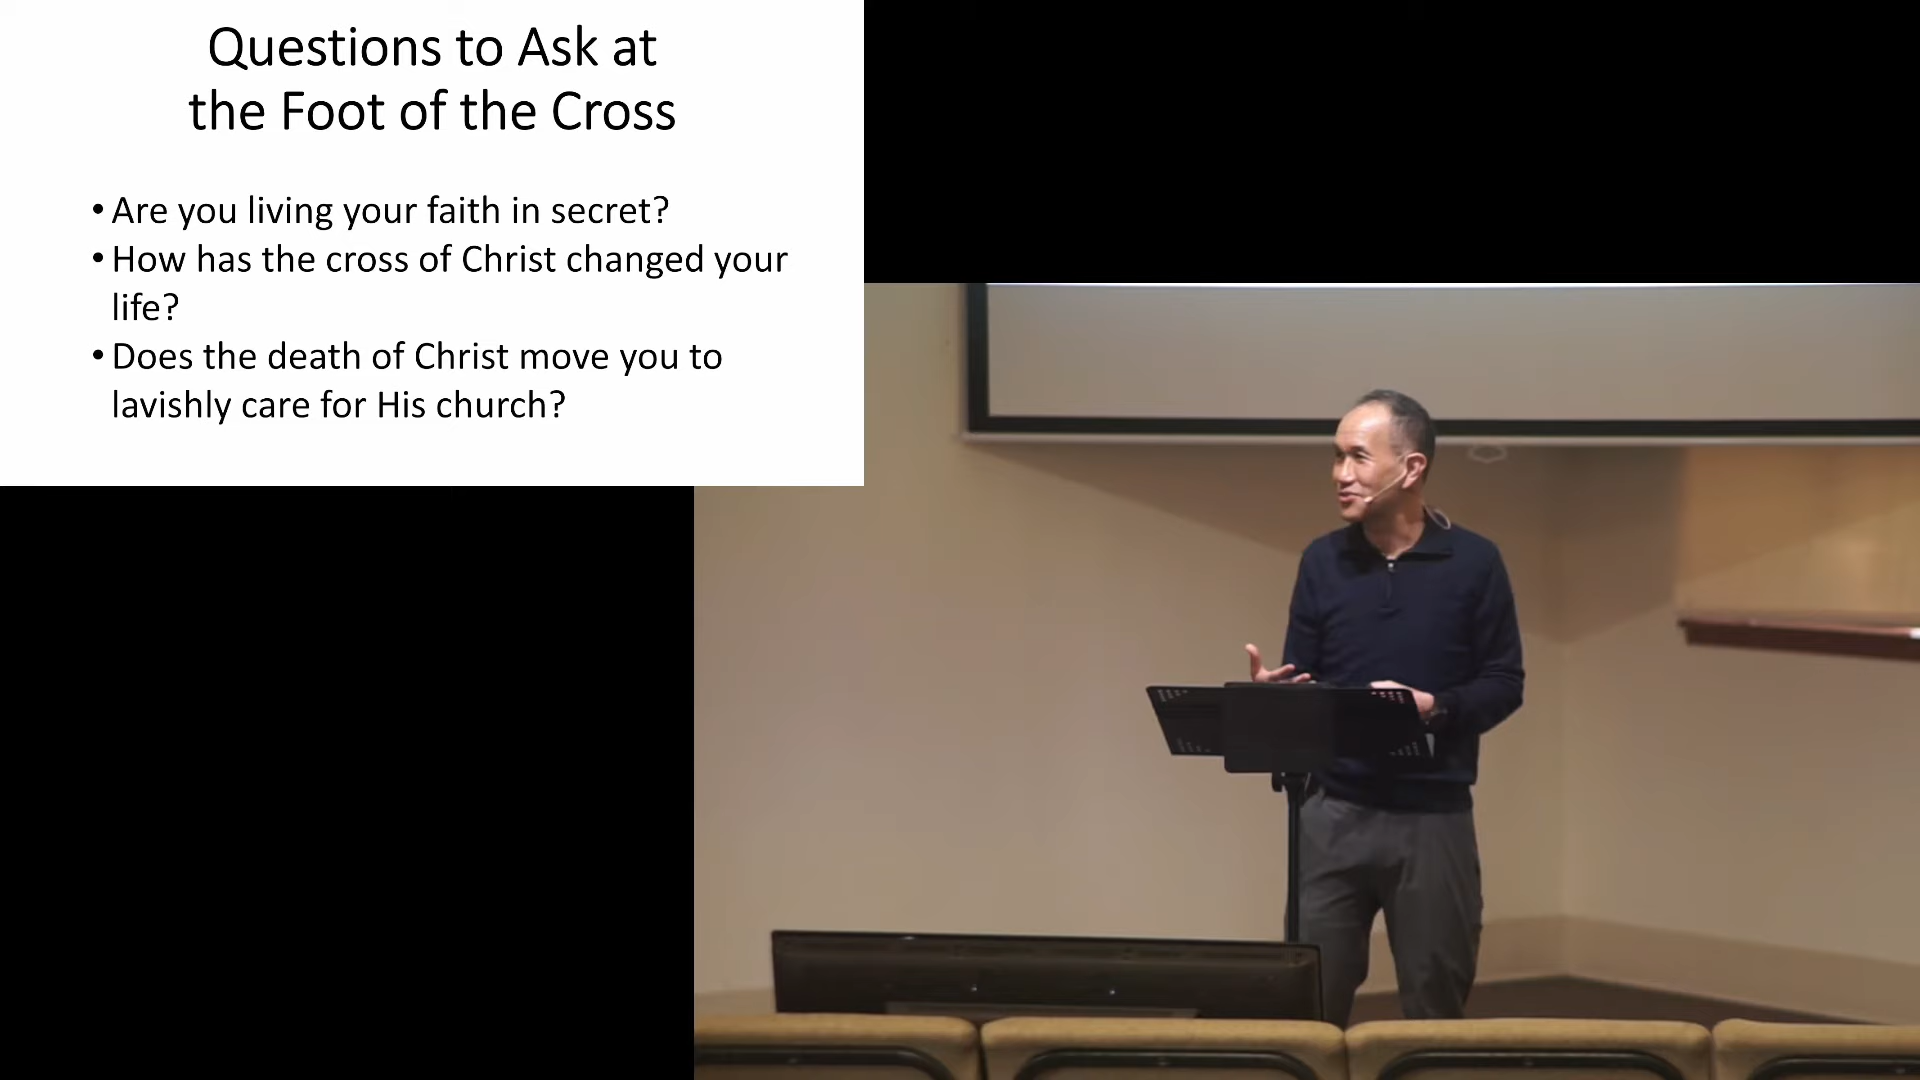 Questions to Ask at
the Foot of the Cross
• Are you living your faith in secret?
• How has the cross of Christ changed your
life?
• Does the death of Christ move you to
lavishly care for His church?